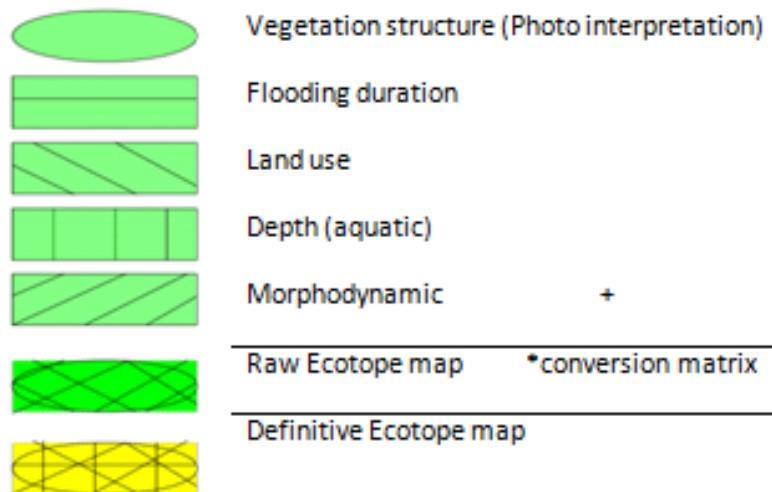 Vegetation structure (Photo interpretation)
Flooding duration
Land use
Depth (aquatic)
Morphodynamic +
Raw Ecotope map *conversion matrix
Definitive Ecotope map